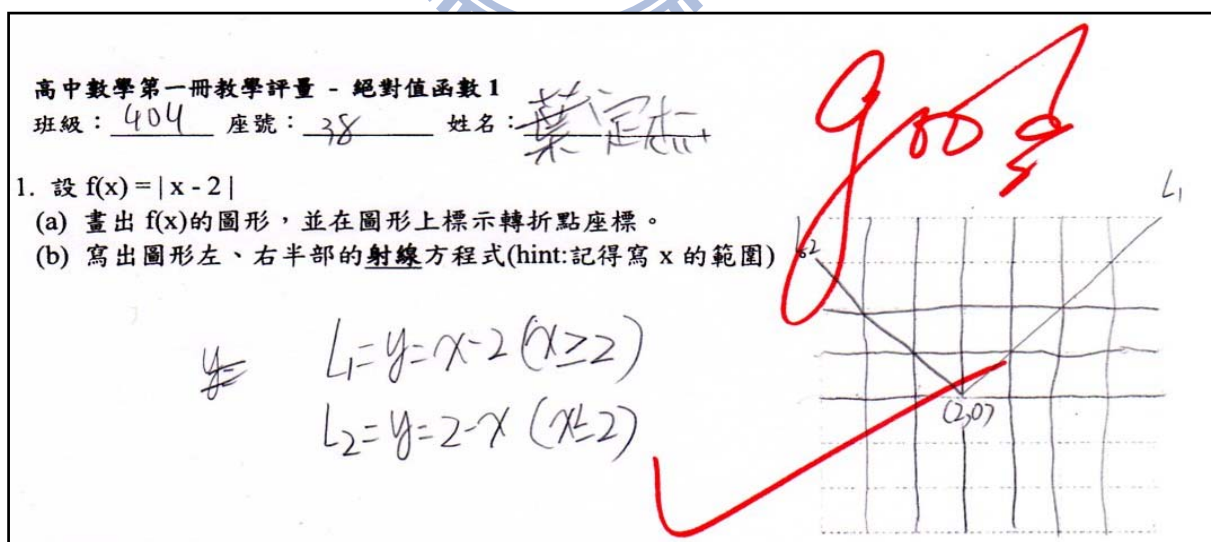 高中數學第一冊教學評量 - 絕對值函數 1
班級：404 座號：38 姓名：葉定杰
1. 設 f(x) = | x - 2 |
(a) 畫出 f(x)的圖形，並在圖形上標示轉折點座標。
(b) 寫出圖形左、右半部的射線方程式(hint:記得寫 x 的範圍)
y=
L1=y=x-2 (x≥2)
L2=y=2-x (x≤2)
good
L1
L2
(2,0)